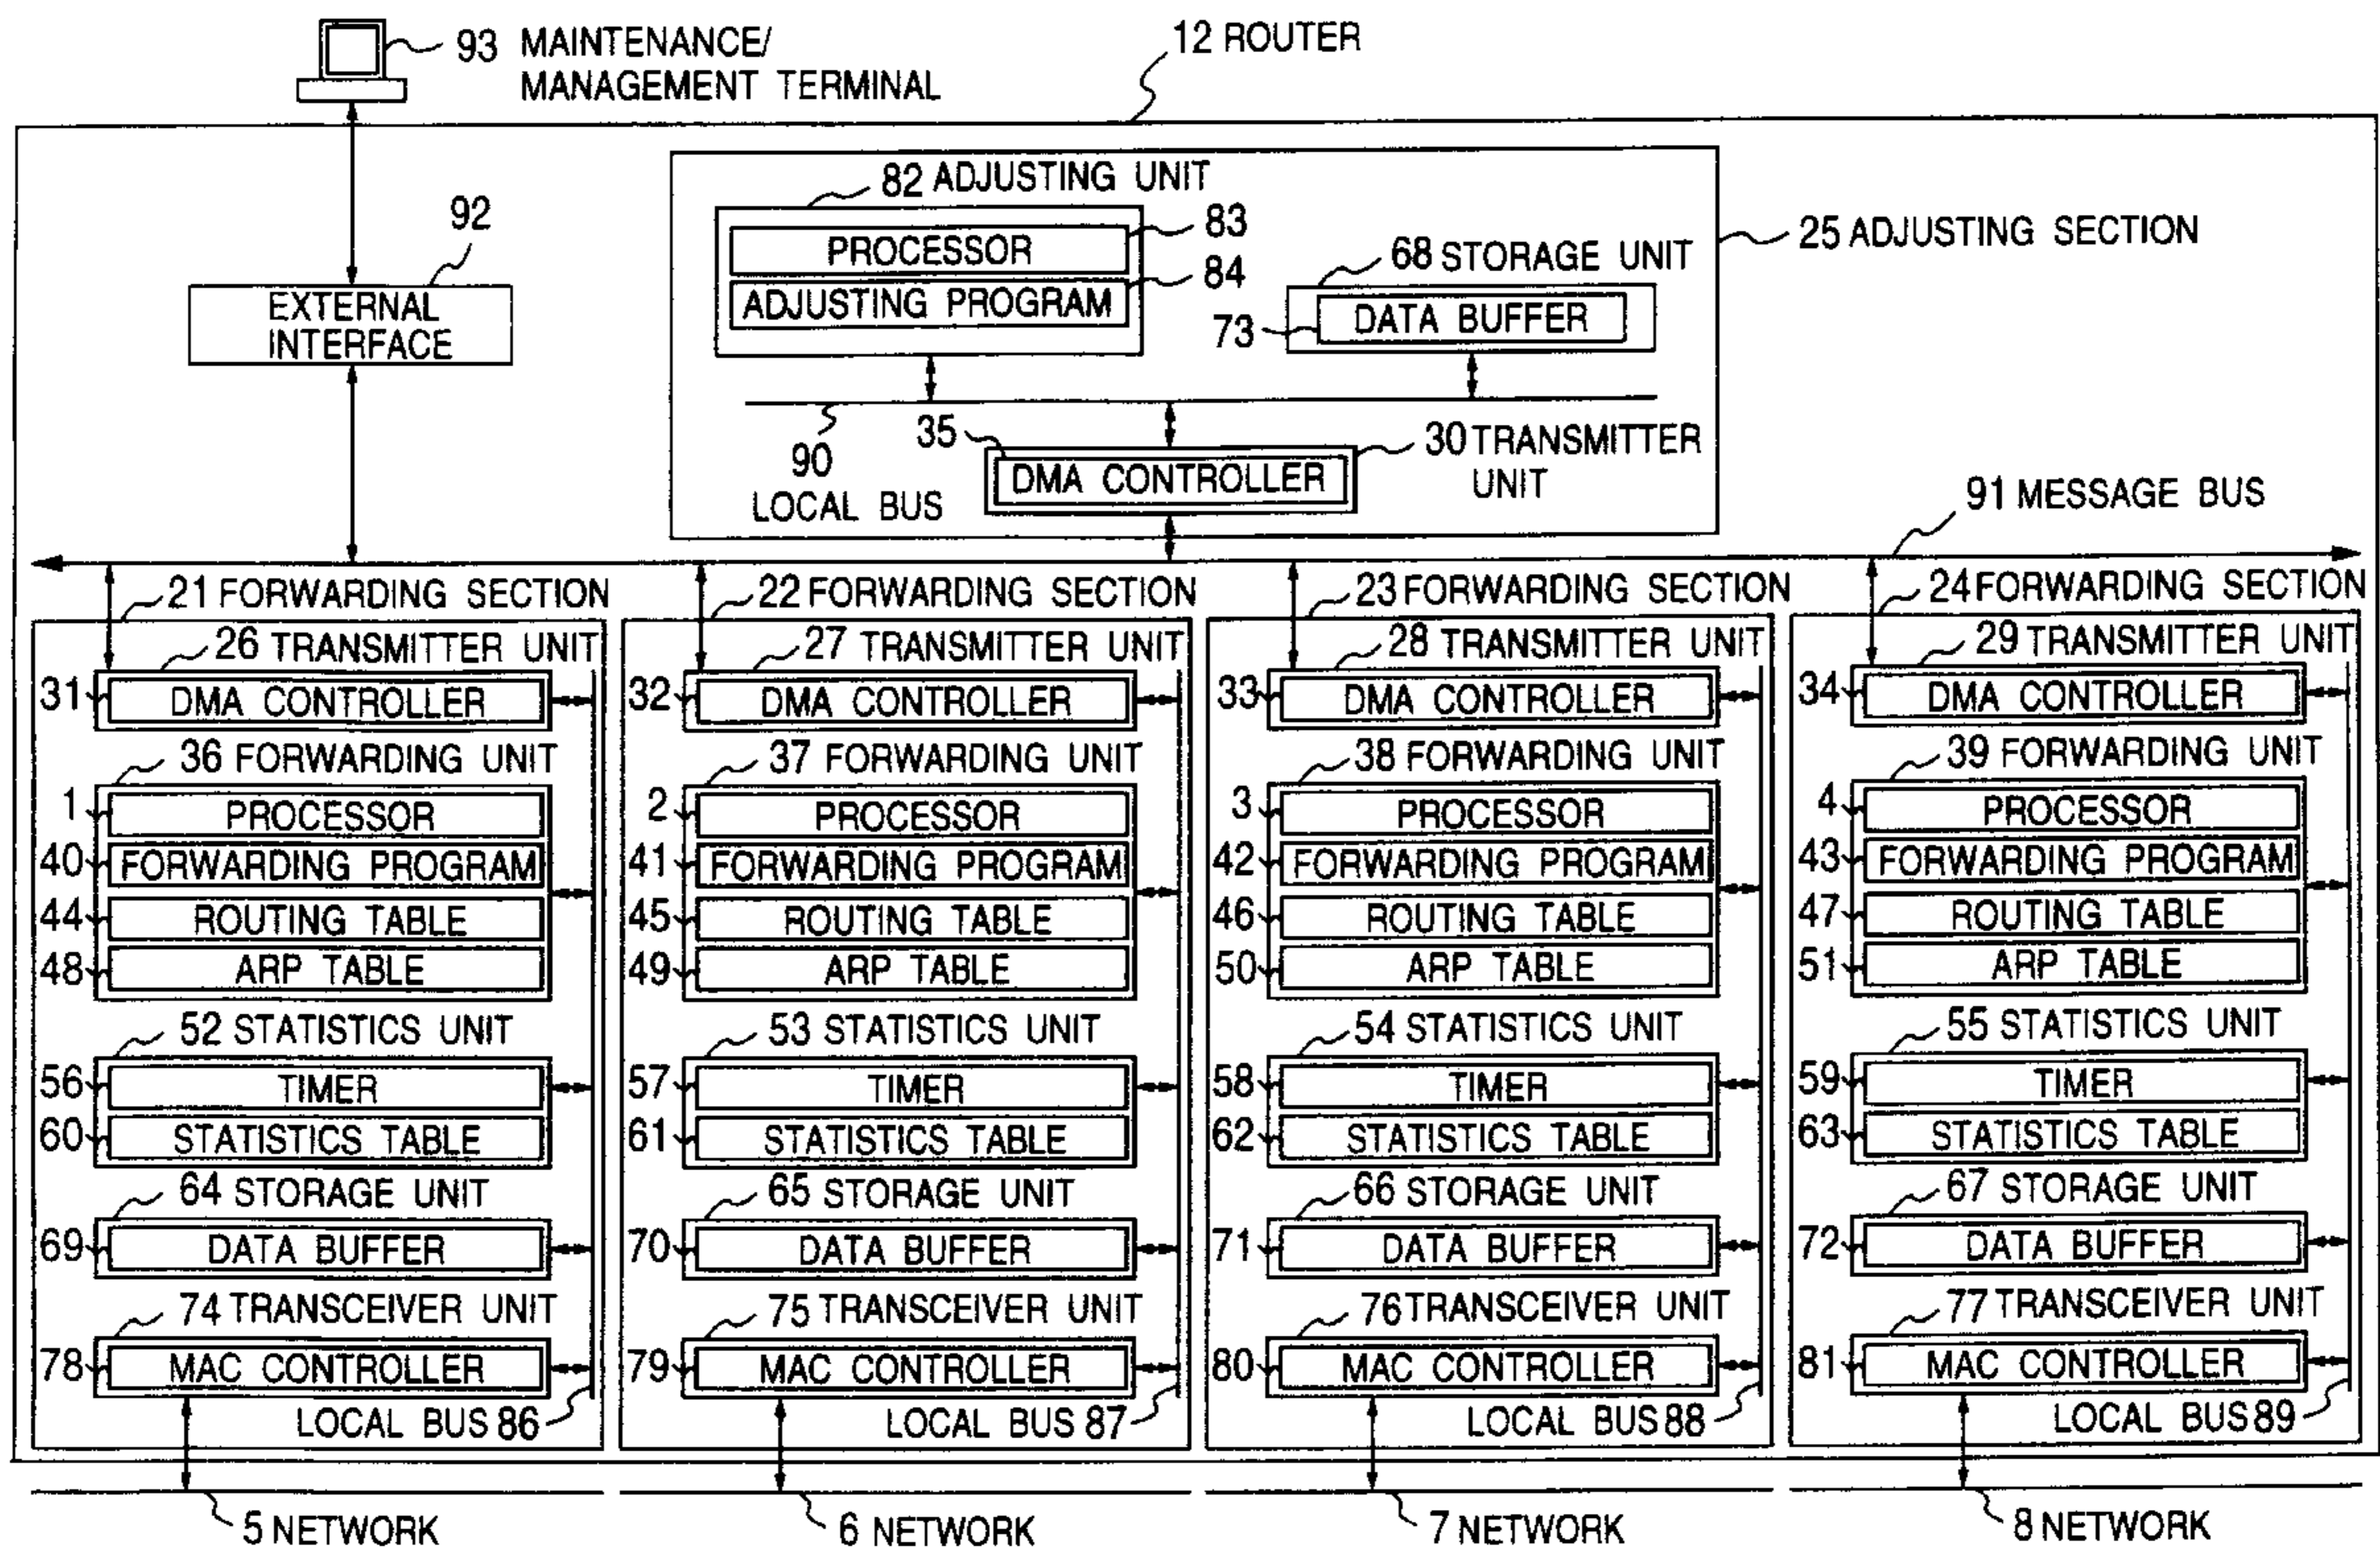 93 MAINTENANCE/
MANAGEMENT TERMINAL
12 ROUTER
82 ADJUSTING UNIT
83
PROCESSOR
84
ADJUSTING PROGRAM
68 STORAGE UNIT
73 DATA BUFFER
25 ADJUSTING SECTION
92
EXTERNAL
INTERFACE
90
LOCAL BUS
35
DMA CONTROLLER
30 TRANSMITTER
UNIT
91 MESSAGE BUS
21 FORWARDING SECTION
26 TRANSMITTER UNIT
31 DMA CONTROLLER
36 FORWARDING UNIT
1 PROCESSOR
40 FORWARDING PROGRAM
44 ROUTING TABLE
48 ARP TABLE
52 STATISTICS UNIT
56 TIMER
60 STATISTICS TABLE
64 STORAGE UNIT
69 DATA BUFFER
74 TRANSCEIVER UNIT
78 MAC CONTROLLER
LOCAL BUS 86
5 NETWORK
22 FORWARDING SECTION
27 TRANSMITTER UNIT
32 DMA CONTROLLER
37 FORWARDING UNIT
2 PROCESSOR
41 FORWARDING PROGRAM
45 ROUTING TABLE
49 ARP TABLE
53 STATISTICS UNIT
57 TIMER
61 STATISTICS TABLE
65 STORAGE UNIT
70 DATA BUFFER
75 TRANSCEIVER UNIT
79 MAC CONTROLLER
LOCAL BUS 87
6 NETWORK
23 FORWARDING SECTION
28 TRANSMITTER UNIT
33 DMA CONTROLLER
38 FORWARDING UNIT
3 PROCESSOR
42 FORWARDING PROGRAM
46 ROUTING TABLE
50 ARP TABLE
54 STATISTICS UNIT
58 TIMER
62 STATISTICS TABLE
66 STORAGE UNIT
71 DATA BUFFER
76 TRANSCEIVER UNIT
80 MAC CONTROLLER
LOCAL BUS 88
7 NETWORK
24 FORWARDING SECTION
29 TRANSMITTER UNIT
34 DMA CONTROLLER
39 FORWARDING UNIT
4 PROCESSOR
43 FORWARDING PROGRAM
47 ROUTING TABLE
51 ARP TABLE
55 STATISTICS UNIT
59 TIMER
63 STATISTICS TABLE
67 STORAGE UNIT
72 DATA BUFFER
77 TRANSCEIVER UNIT
81 MAC CONTROLLER
LOCAL BUS 89
8 NETWORK